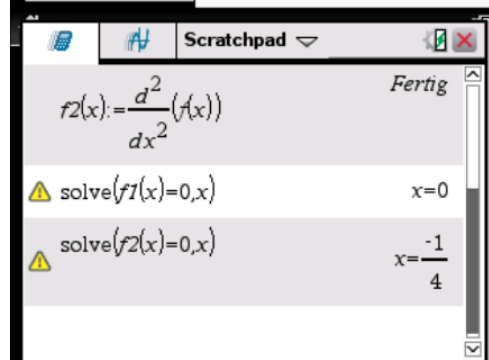 Scratchpad
f2(x):=d²/dx²(f(x)) Fertig
solve(f1(x)=0,x) x=0
solve(f2(x)=0,x) x=-1/4